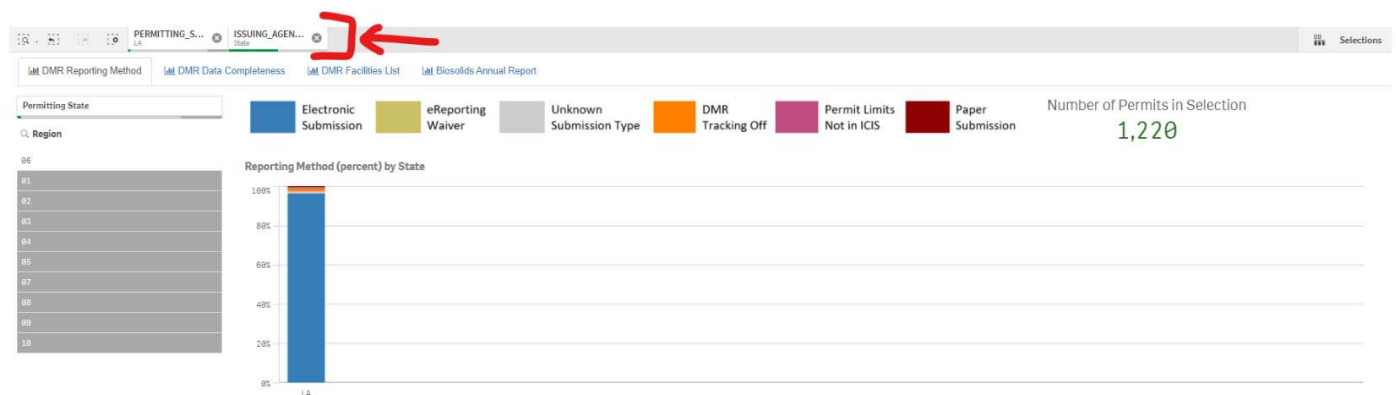 PERMITTING_S...
LA
ISSUING_AGEN...
State
Selections
DMR Reporting Method
DMR Data Completeness
DMR Facilities List
Biosolids Annual Report
Permitting State
Region
06
01
02
03
04
05
07
08
09
10
Electronic
Submission
eReporting
Waiver
Unknown
Submission Type
DMR
Tracking Off
Permit Limits
Not in ICIS
Paper
Submission
Number of Permits in Selection
1,220
Reporting Method (percent) by State
100%
80%
60%
40%
20%
0%
LA